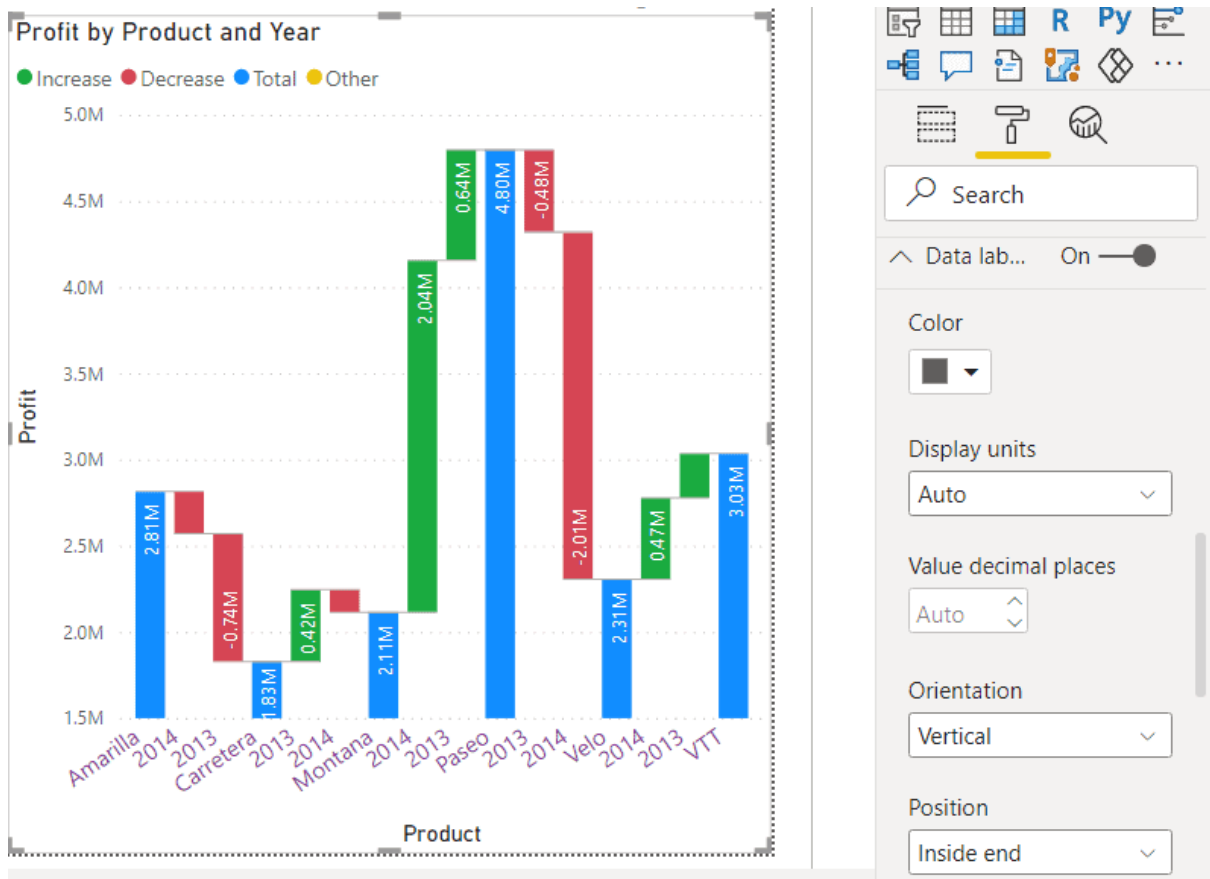 Profit by Product and Year
Increase Decrease Total Other
5.0M
4.5M
4.0M
3.5M
3.0M
2.5M
2.0M
1.5M
Profit
2.81M
-0.74M
1.83M
0.42M
2.11M
2.04M
0.64M
4.80M
-0.48M
-2.01M
2.31M
0.47M
3.03M
Amarilla 2014 2013 Carretera 2013 2014 Montana 2014 2013 Paseo 2013 2014 Velo 2014 2013 VTT
Product
R Py
...
Search
Data lab... On
Color
Display units
Auto
Value decimal places
Auto
Orientation
Vertical
Position
Inside end